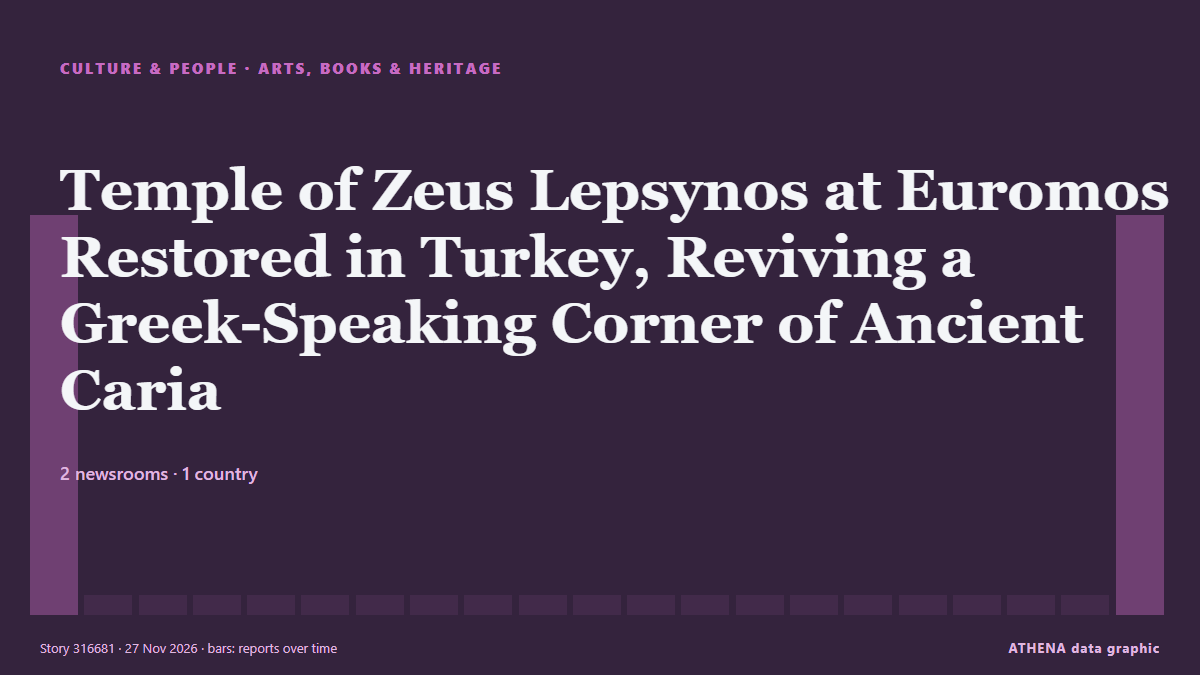 CULTURE & PEOPLE · ARTS, BOOKS & HERITAGE
Temple of Zeus Lepsynos at Euromos
Restored in Turkey, Reviving a
Greek-Speaking Corner of Ancient
Caria
2 newsrooms · 1 country
Story 316681 · 27 Nov 2026 · bars: reports over time
ATHENA data graphic